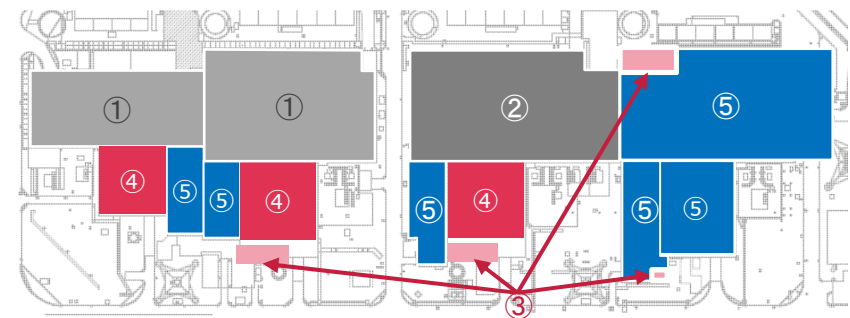 ① ① ② ⑤
④ ⑤ ⑤ ④ ⑤ ④ ⑤ ⑤
③